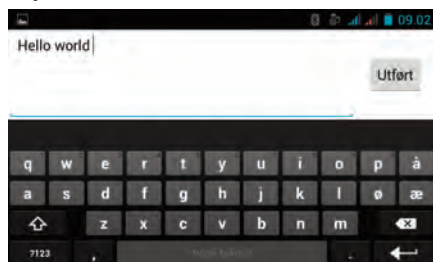 09.02
Hello world
Utført
q w e r t y u i o p å
a s d f g h j k l ø æ
z x c v b n m
?123 , .